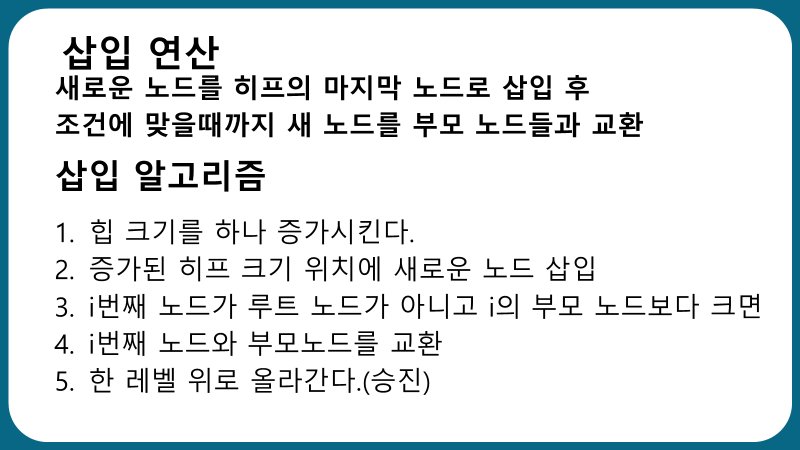 삽입 연산
새로운 노드를 히프의 마지막 노드로 삽입 후
조건에 맞을때까지 새 노드를 부모 노드들과 교환
삽입 알고리즘
1. 힙 크기를 하나 증가시킨다.
2. 증가된 히프 크기 위치에 새로운 노드 삽입
3. i번째 노드가 루트 노드가 아니고 i의 부모 노드보다 크면
4. i번째 노드와 부모노드를 교환
5. 한 레벨 위로 올라간다.(승진)